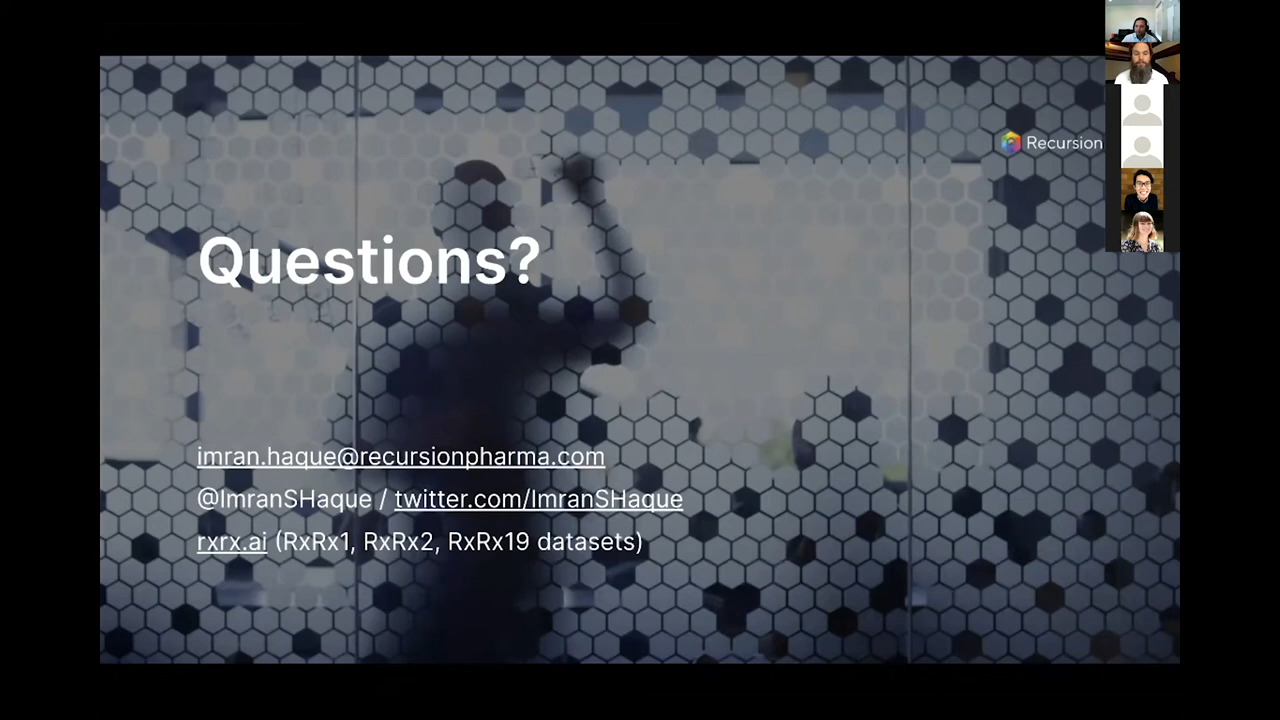 Recursion
Questions?
imran.haque@recursionpharma.com
@ImranSHaque / twitter.com/ImranSHaque
rxrx.ai (RxRx1, RxRx2, RxRx19 datasets)